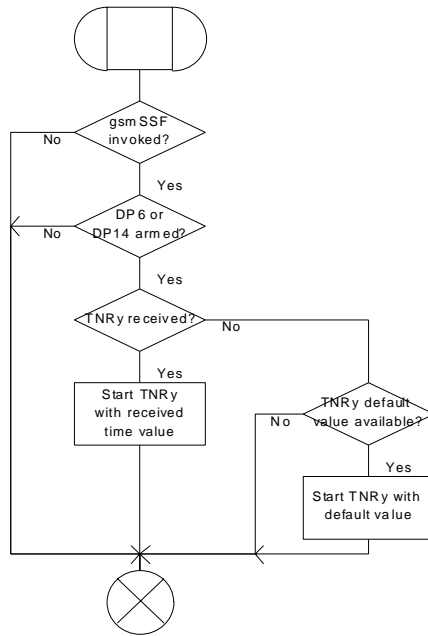 gsmSSF
invoked?
No
Yes
DP6 or
DP14 armed?
No
Yes
TNRy received?
No
Yes
Start TNRy
with received
time value
TNRy default
value available?
No
Yes
Start TNRy with
default value